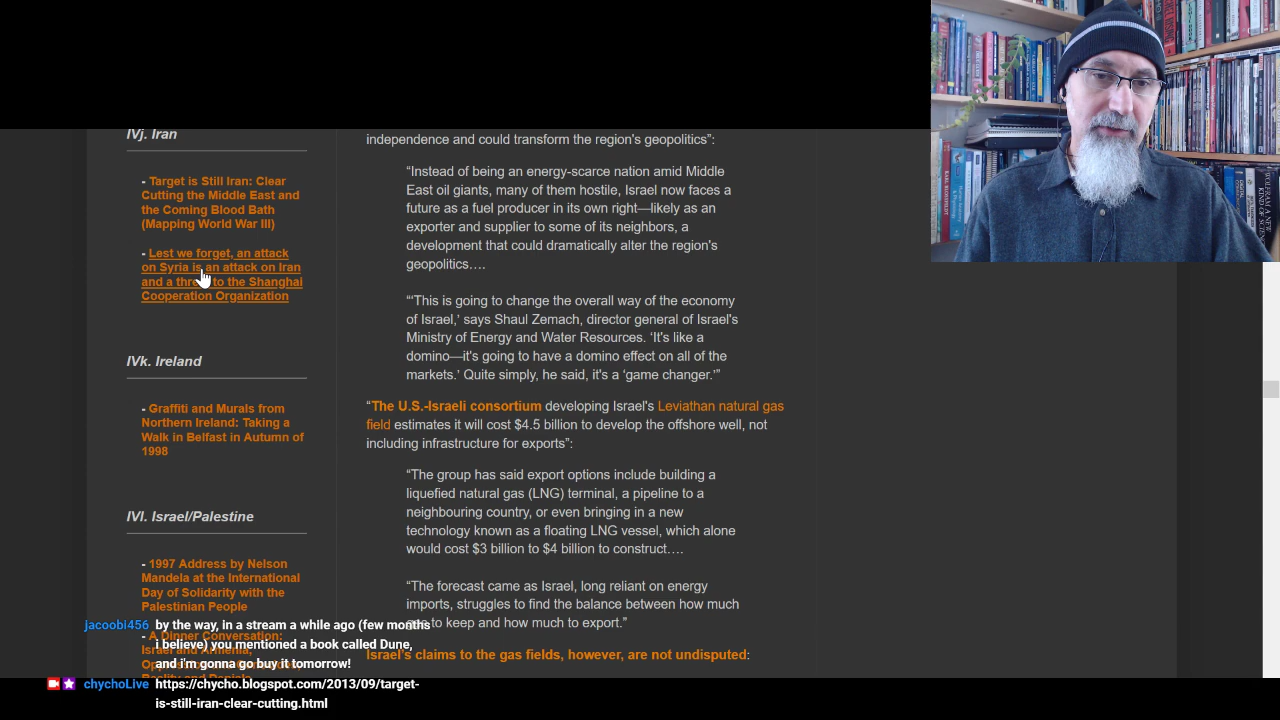 IVj. Iran
- Target is Still Iran: Clear
Cutting the Middle East and
the Coming Blood Bath
(Mapping World War III)
- Lest we forget, an attack
on Syria is an attack on Iran
and a threat to the Shanghai
Cooperation Organization
IVk. Ireland
- Graffiti and Murals from
Northern Ireland: Taking a
Walk in Belfast in Autumn of
1998
IVl. Israel/Palestine
- 1997 Address by Nelson
Mandela at the International
Day of Solidarity with the
Palestinian People
- A Dinner Conversation:
Israel and Armenia,
independence and could transform the region's geopolitics”:
“Instead of being an energy-scarce nation amid Middle
East oil giants, many of them hostile, Israel now faces a
future as a fuel producer in its own right—likely as an
exporter and supplier to some of its neighbors, a
development that could dramatically alter the region's
geopolitics….
“‘This is going to change the overall way of the economy
of Israel,’ says Shaul Zemach, director general of Israel's
Ministry of Energy and Water Resources. ‘It's like a
domino—it's going to have a domino effect on all of the
markets.’ Quite simply, he said, it's a ‘game changer.’”
“The U.S.-Israeli consortium developing Israel's Leviathan natural gas
field estimates it will cost $4.5 billion to develop the offshore well, not
including infrastructure for exports”:
“The group has said export options include building a
liquefied natural gas (LNG) terminal, a pipeline to a
neighbouring country, or even bringing in a new
technology known as a floating LNG vessel, which alone
would cost $3 billion to $4 billion to construct….
“The forecast came as Israel, long reliant on energy
imports, struggles to find the balance between how much
to keep and how much to export.”
Israel's claims to the gas fields, however, are not undisputed:
jacoobi456 by the way, in a stream a while ago (few months
i believe) you mentioned a book called Dune,
and i'm gonna go buy it tomorrow!
chychoLive https://chycho.blogspot.com/2013/09/target-
is-still-iran-clear-cutting.html